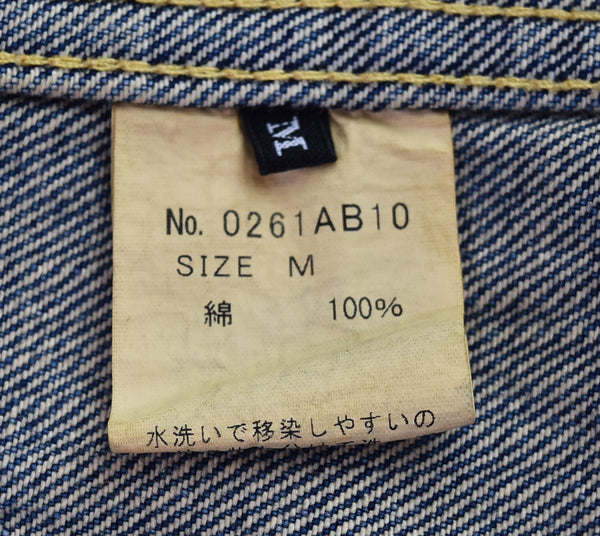 M
No. 0261AB10
SIZE M
綿 100%
水洗いで移染しやすいの